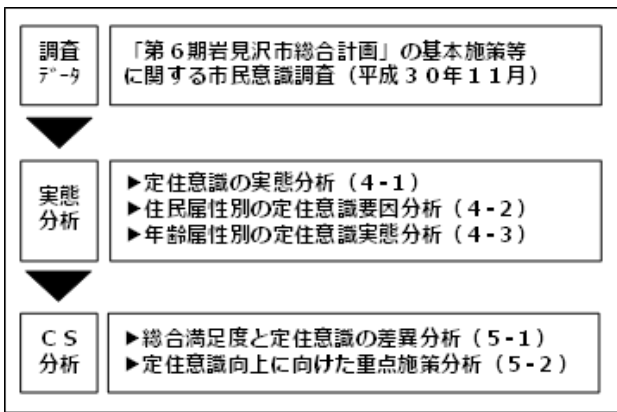 調査
ﾃﾞｰﾀ
「第６期岩見沢市総合計画」の基本施策等
に関する市民意識調査（平成３０年１１月）
実態
分析
▶定住意識の実態分析（4-1）
▶住民属性別の定住意識要因分析（4-2）
▶年齢属性別の定住意識実態分析（4-3）
ＣＳ
分析
▶総合満足度と定住意識の差異分析（5-1）
▶定住意識向上に向けた重点施策分析（5-2）